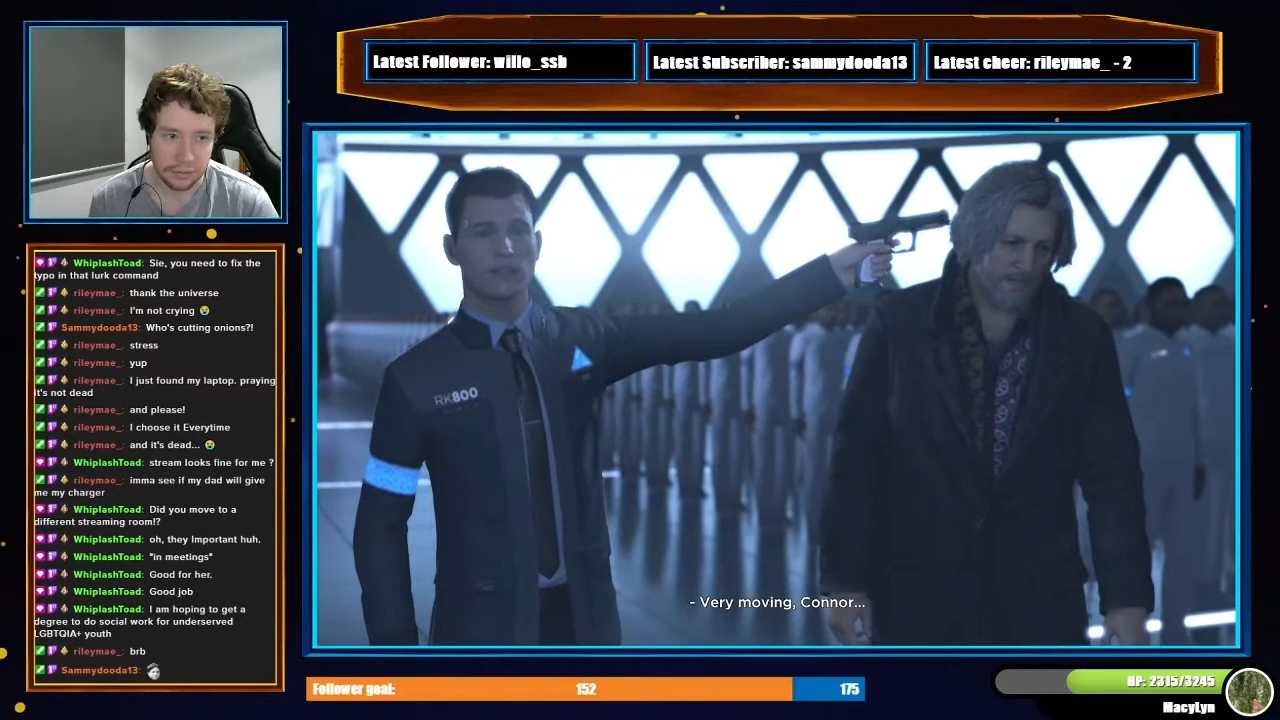 Latest Follower: willo_ssb
Latest Subscriber: sammydooda13
Latest cheer: rileymae_ - 2
WhiplashToad: Sie, you need to fix the
typo in that lurk command
rileymae_: thank the universe
rileymae_: I'm not crying 😭
Sammydooda13: Who's cutting onions?!
rileymae_: stress
rileymae_: yup
rileymae_: I just found my laptop. praying
it's not dead
rileymae_: and please!
rileymae_: I choose it Everytime
rileymae_: and it's dead... 😭
WhiplashToad: stream looks fine for me ?
rileymae_: imma see if my dad will give
me my charger
WhiplashToad: Did you move to a
different streaming room!?
WhiplashToad: oh, they Important huh.
WhiplashToad: "in meetings"
WhiplashToad: Good for her.
WhiplashToad: Good job
WhiplashToad: I am hoping to get a
degree to do social work for underserved
LGBTQIA+ youth
rileymae_: brb
Sammydooda13:
RK800
- Very moving, Connor...
Follower goal: 152 175
HP: 2315/3245
MacyLyn